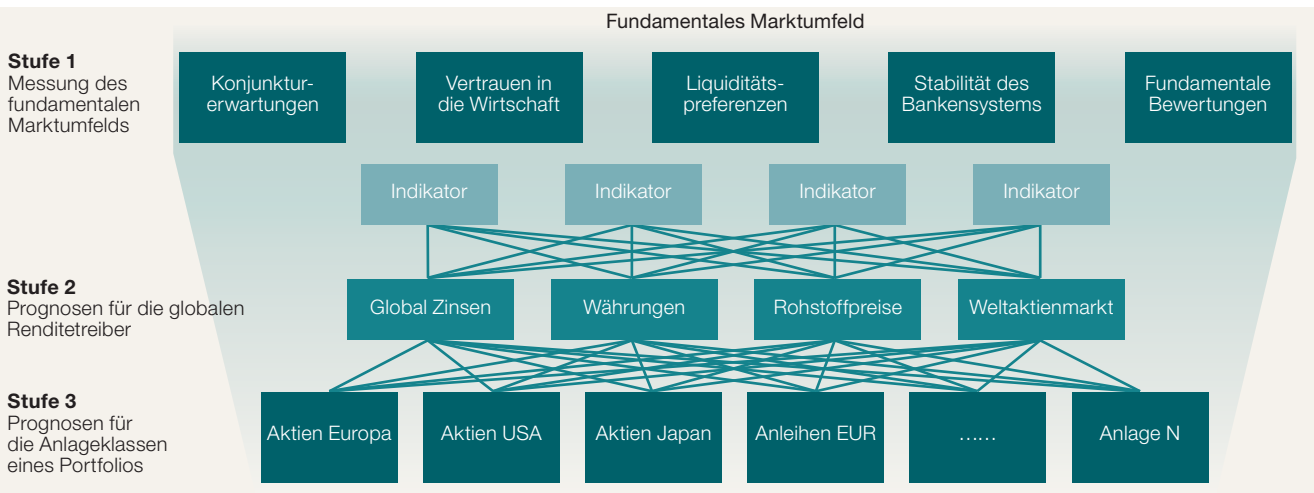 Fundamentales Marktumfeld
Stufe 1
Messung des
fundamentalen
Marktumfelds
Konjunktur-
erwartungen
Vertrauen in
die Wirtschaft
Liquiditäts-
preferenzen
Stabilität des
Bankensystems
Fundamentale
Bewertungen
Indikator
Indikator
Indikator
Indikator
Stufe 2
Prognosen für die globalen
Renditetreiber
Global Zinsen
Währungen
Rohstoffpreise
Weltaktienmarkt
Stufe 3
Prognosen für
die Anlageklassen
eines Portfolios
Aktien Europa
Aktien USA
Aktien Japan
Anleihen EUR
……
Anlage N